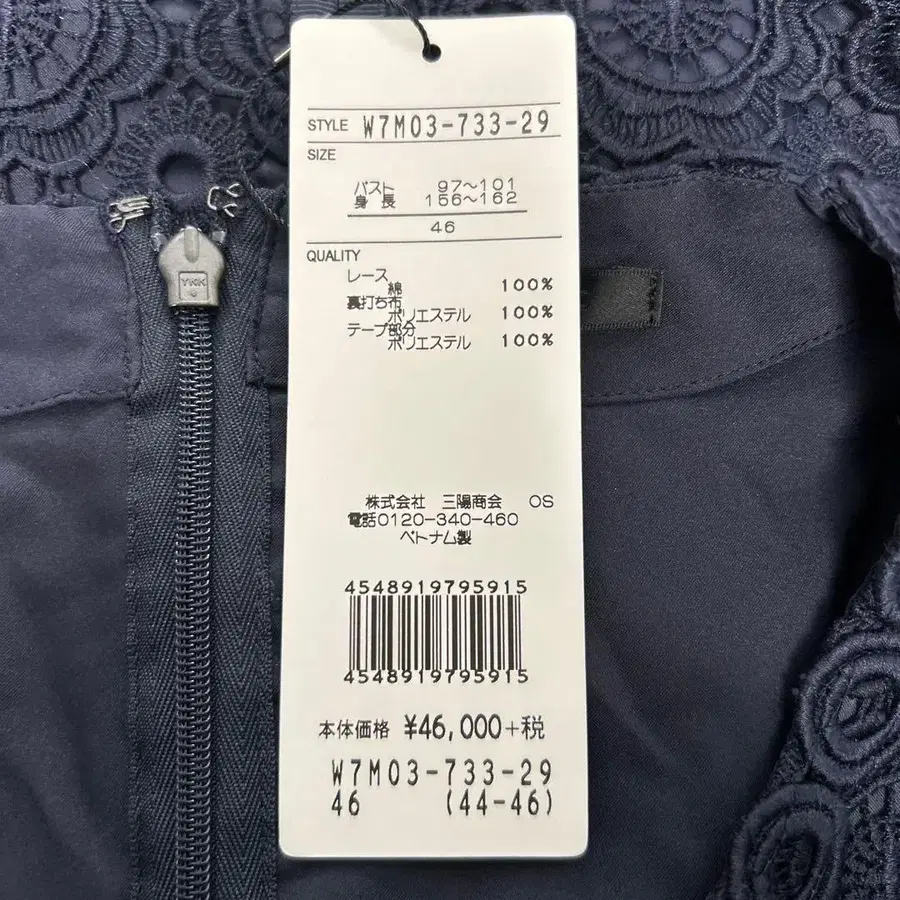 STYLE W7M03-733-29
SIZE
バスト 97〜101
身長 156〜162
46
QUALITY
レース
綿 100%
裏打ち布
ポリエステル 100%
テープ部分
ポリエステル 100%
株式会社 三陽商会 OS
電話0120-340-460
ベトナム製
4548919795915
4548919795915
本体価格 ¥46,000+税
W7M03-733-29
46 (44-46)
YKK